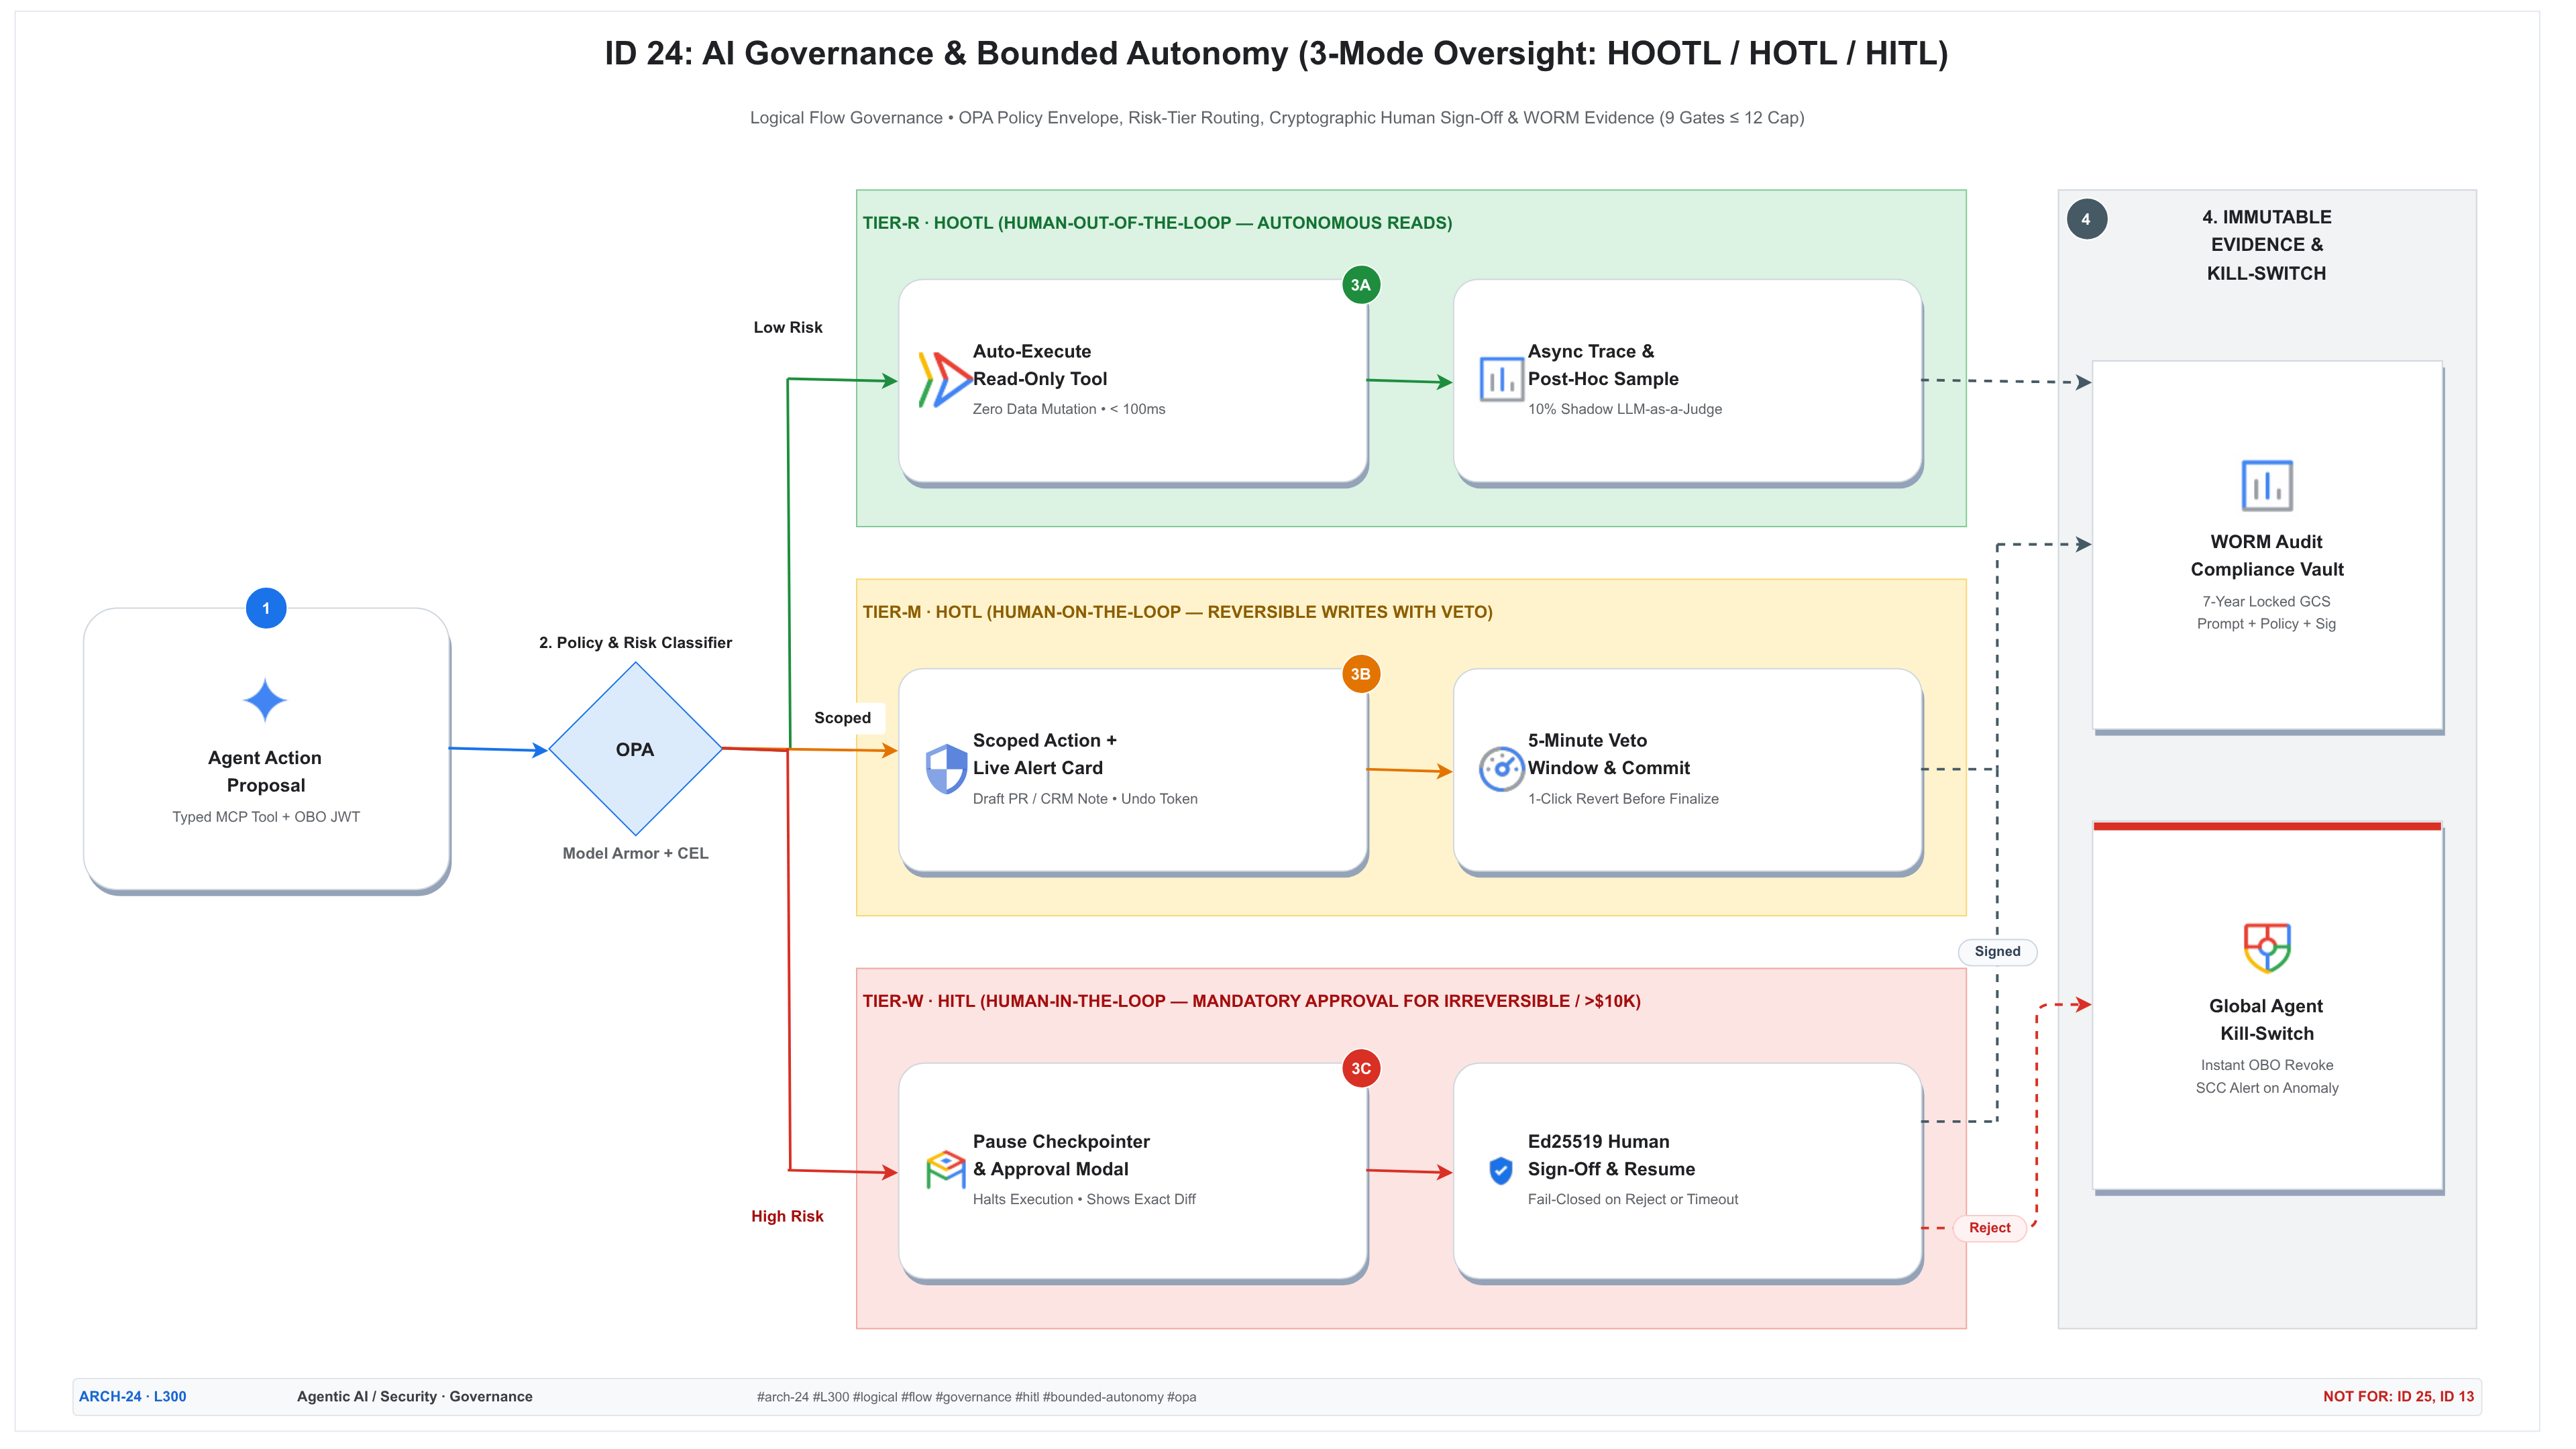 ID 24: AI Governance & Bounded Autonomy (3-Mode Oversight: HOOTL / HOTL / HITL)
Logical Flow Governance • OPA Policy Envelope, Risk-Tier Routing, Cryptographic Human Sign-Off & WORM Evidence (9 Gates ≤ 12 Cap)
1
Agent Action
Proposal
Typed MCP Tool + OBO JWT
2. Policy & Risk Classifier
OPA
Model Armor + CEL
Low Risk
Scoped
High Risk
TIER-R · HOOTL (HUMAN-OUT-OF-THE-LOOP — AUTONOMOUS READS)
3A
Auto-Execute
Read-Only Tool
Zero Data Mutation • < 100ms
Async Trace &
Post-Hoc Sample
10% Shadow LLM-as-a-Judge
TIER-M · HOTL (HUMAN-ON-THE-LOOP — REVERSIBLE WRITES WITH VETO)
3B
Scoped Action +
Live Alert Card
Draft PR / CRM Note • Undo Token
5-Minute Veto
Window & Commit
1-Click Revert Before Finalize
TIER-W · HITL (HUMAN-IN-THE-LOOP — MANDATORY APPROVAL FOR IRREVERSIBLE / >$10K)
3C
Pause Checkpointer
& Approval Modal
Halts Execution • Shows Exact Diff
Ed25519 Human
Sign-Off & Resume
Fail-Closed on Reject or Timeout
Signed
Reject
4
4. IMMUTABLE
EVIDENCE &
KILL-SWITCH
WORM Audit
Compliance Vault
7-Year Locked GCS
Prompt + Policy + Sig
Global Agent
Kill-Switch
Instant OBO Revoke
SCC Alert on Anomaly
ARCH-24 · L300
Agentic AI / Security · Governance
#arch-24 #L300 #logical #flow #governance #hitl #bounded-autonomy #opa
NOT FOR: ID 25, ID 13